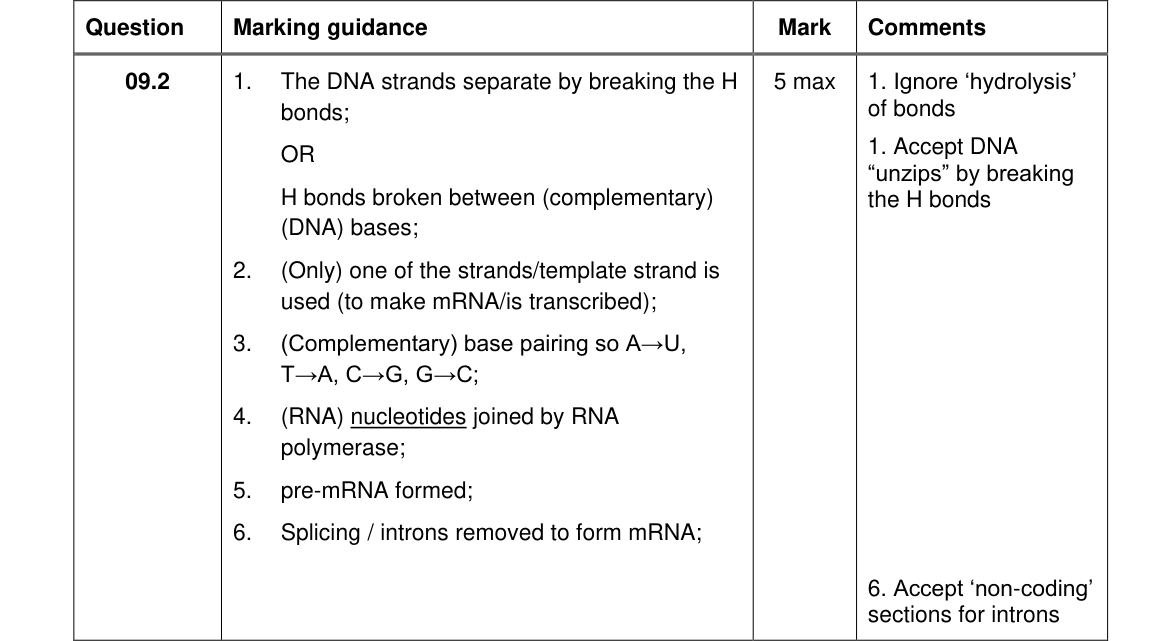 Question Marking guidance Mark Comments
09.2 1. The DNA strands separate by breaking the H 5 max 1. Ignore ‘hydrolysis’
bonds; of bonds
OR 1. Accept DNA
“unzips” by breaking
the H bonds
H bonds broken between (complementary)
(DNA) bases;
2. (Only) one of the strands/template strand is
used (to make mRNA/is transcribed);
3. (Complementary) base pairing so A→U,
T→A, C→G, G→C;
4. (RNA) nucleotides joined by RNA
polymerase;
5. pre-mRNA formed;
6. Splicing / introns removed to form mRNA;
6. Accept ‘non-coding’
sections for introns